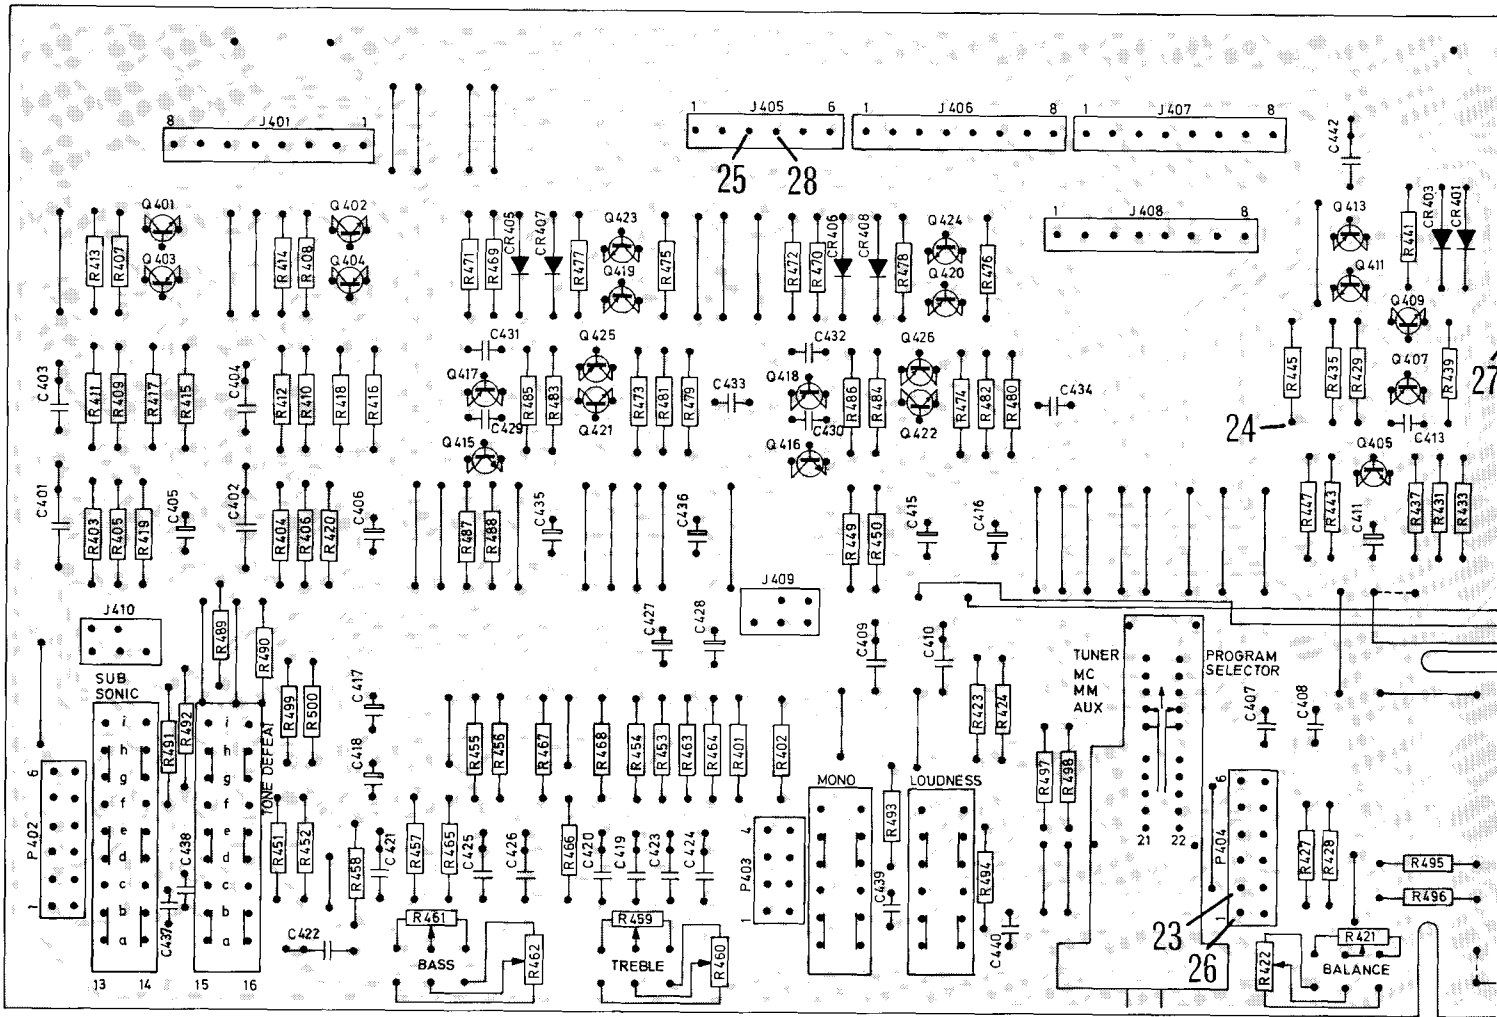 1 J405 6
1 J406 8
1 J407 8
8 J401 1
C442
25 28
Q401 Q402
CR405 CR407 Q423
CR406 CR408 Q424
1 J408 8
Q413 R441 CR403 CR401
R413 R407 Q403
R414 R408 Q404
R471 R469 R477 Q419 R475
R472 R470 R478 Q420 R476
Q411
Q409
C403 R411 R409 R417 R415
C404 R412 R410 R418 R416
C431 Q425
Q417 R485 R483 R473 R481 R479 C433
C429 Q421
Q415
C432 Q426
Q418 R486 R484 R474 R482 R480 C434
C430 Q422
Q416
R445 R435 R429 Q407 R439 27
24
C413
Q405
C401 R403 R405 R419 C405
C402 R404 R406 R420 C406
R487 R488 C435 C436
R449 R450 C415 C416
R447 R443 C411 R437 R431 R433
J409
J410
R489 R490
C427 C428
C409 C410
TUNER
MC
MM
AUX
PROGRAM
SELECTOR
SUB
SONIC
R491 R492
TONE DEFEAT
R499 R500 C417
C418
R455 R456 R467 R468 R454 R453 R463 R464 R401 R402
R423 R424
C407 C408
R497 R498
i i
h h
g g
f f
e e
d d
c c
b b
a a
6 P402 1
C438
C437
13 14 15 16
R451 R452 R458 C421
R457 R465 C425 C426
R466 C420 C419 C423 C424
4 P403 1
MONO
R493
C439
LOUDNESS
R494
C440
21 22
6 P404 1
R427 R428
R495
R496
C422
R461
BASS
R462
R459
TREBLE
R460
23
26
R422
R421
BALANCE